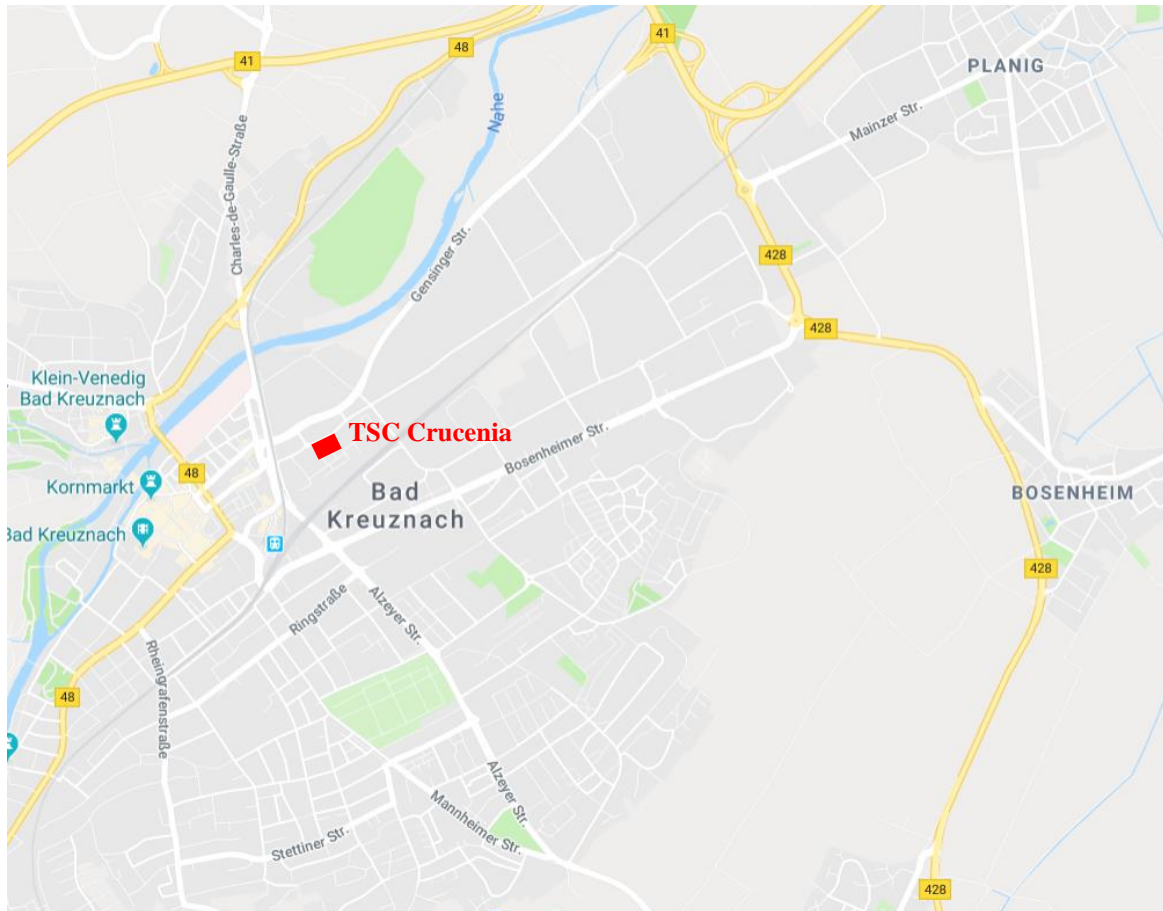 41
48
41
PLANIG
Nahe
Mainzer Str.
Charles-de-Gaulle-Straße
Gensinger Str.
428
428
Klein-Venedig
Bad Kreuznach
TSC Crucenia
Bosenheimer Str.
48
Kornmarkt
Bad
Kreuznach
BOSENHEIM
Bad Kreuznach
428
Ringstraße
Alzeyer Str.
Rheingrafenstraße
48
Alzeyer Str.
Mannheimer Str.
Stettiner Str.
428